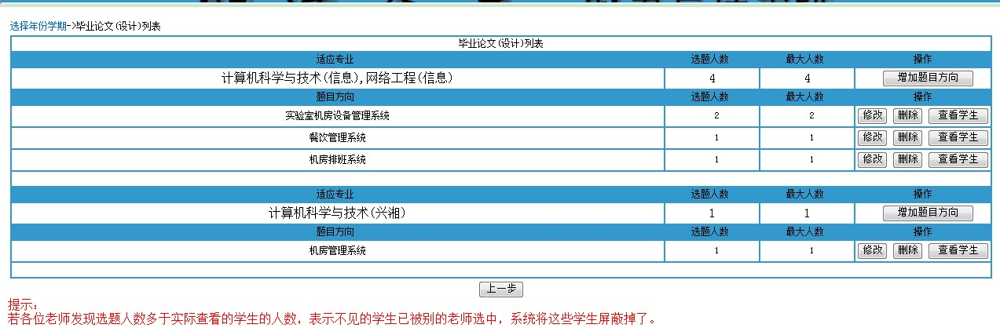 选择年份学期->毕业论文(设计)列表
毕业论文(设计)列表
适应专业 选题人数 最大人数 操作
计算机科学与技术(信息),网络工程(信息) 4 4 增加题目方向
题目方向 选题人数 最大人数 操作
实验室机房设备管理系统 2 2 修改 删除 查看学生
餐饮管理系统 1 1 修改 删除 查看学生
机房排班系统 1 1 修改 删除 查看学生
适应专业 选题人数 最大人数 操作
计算机科学与技术(兴湘) 1 1 增加题目方向
题目方向 选题人数 最大人数 操作
机房管理系统 1 1 修改 删除 查看学生
上一步
提示:
若各位老师发现选题人数多于实际查看的学生的人数，表示不见的学生已被别的老师选中，系统将这些学生屏蔽掉了。